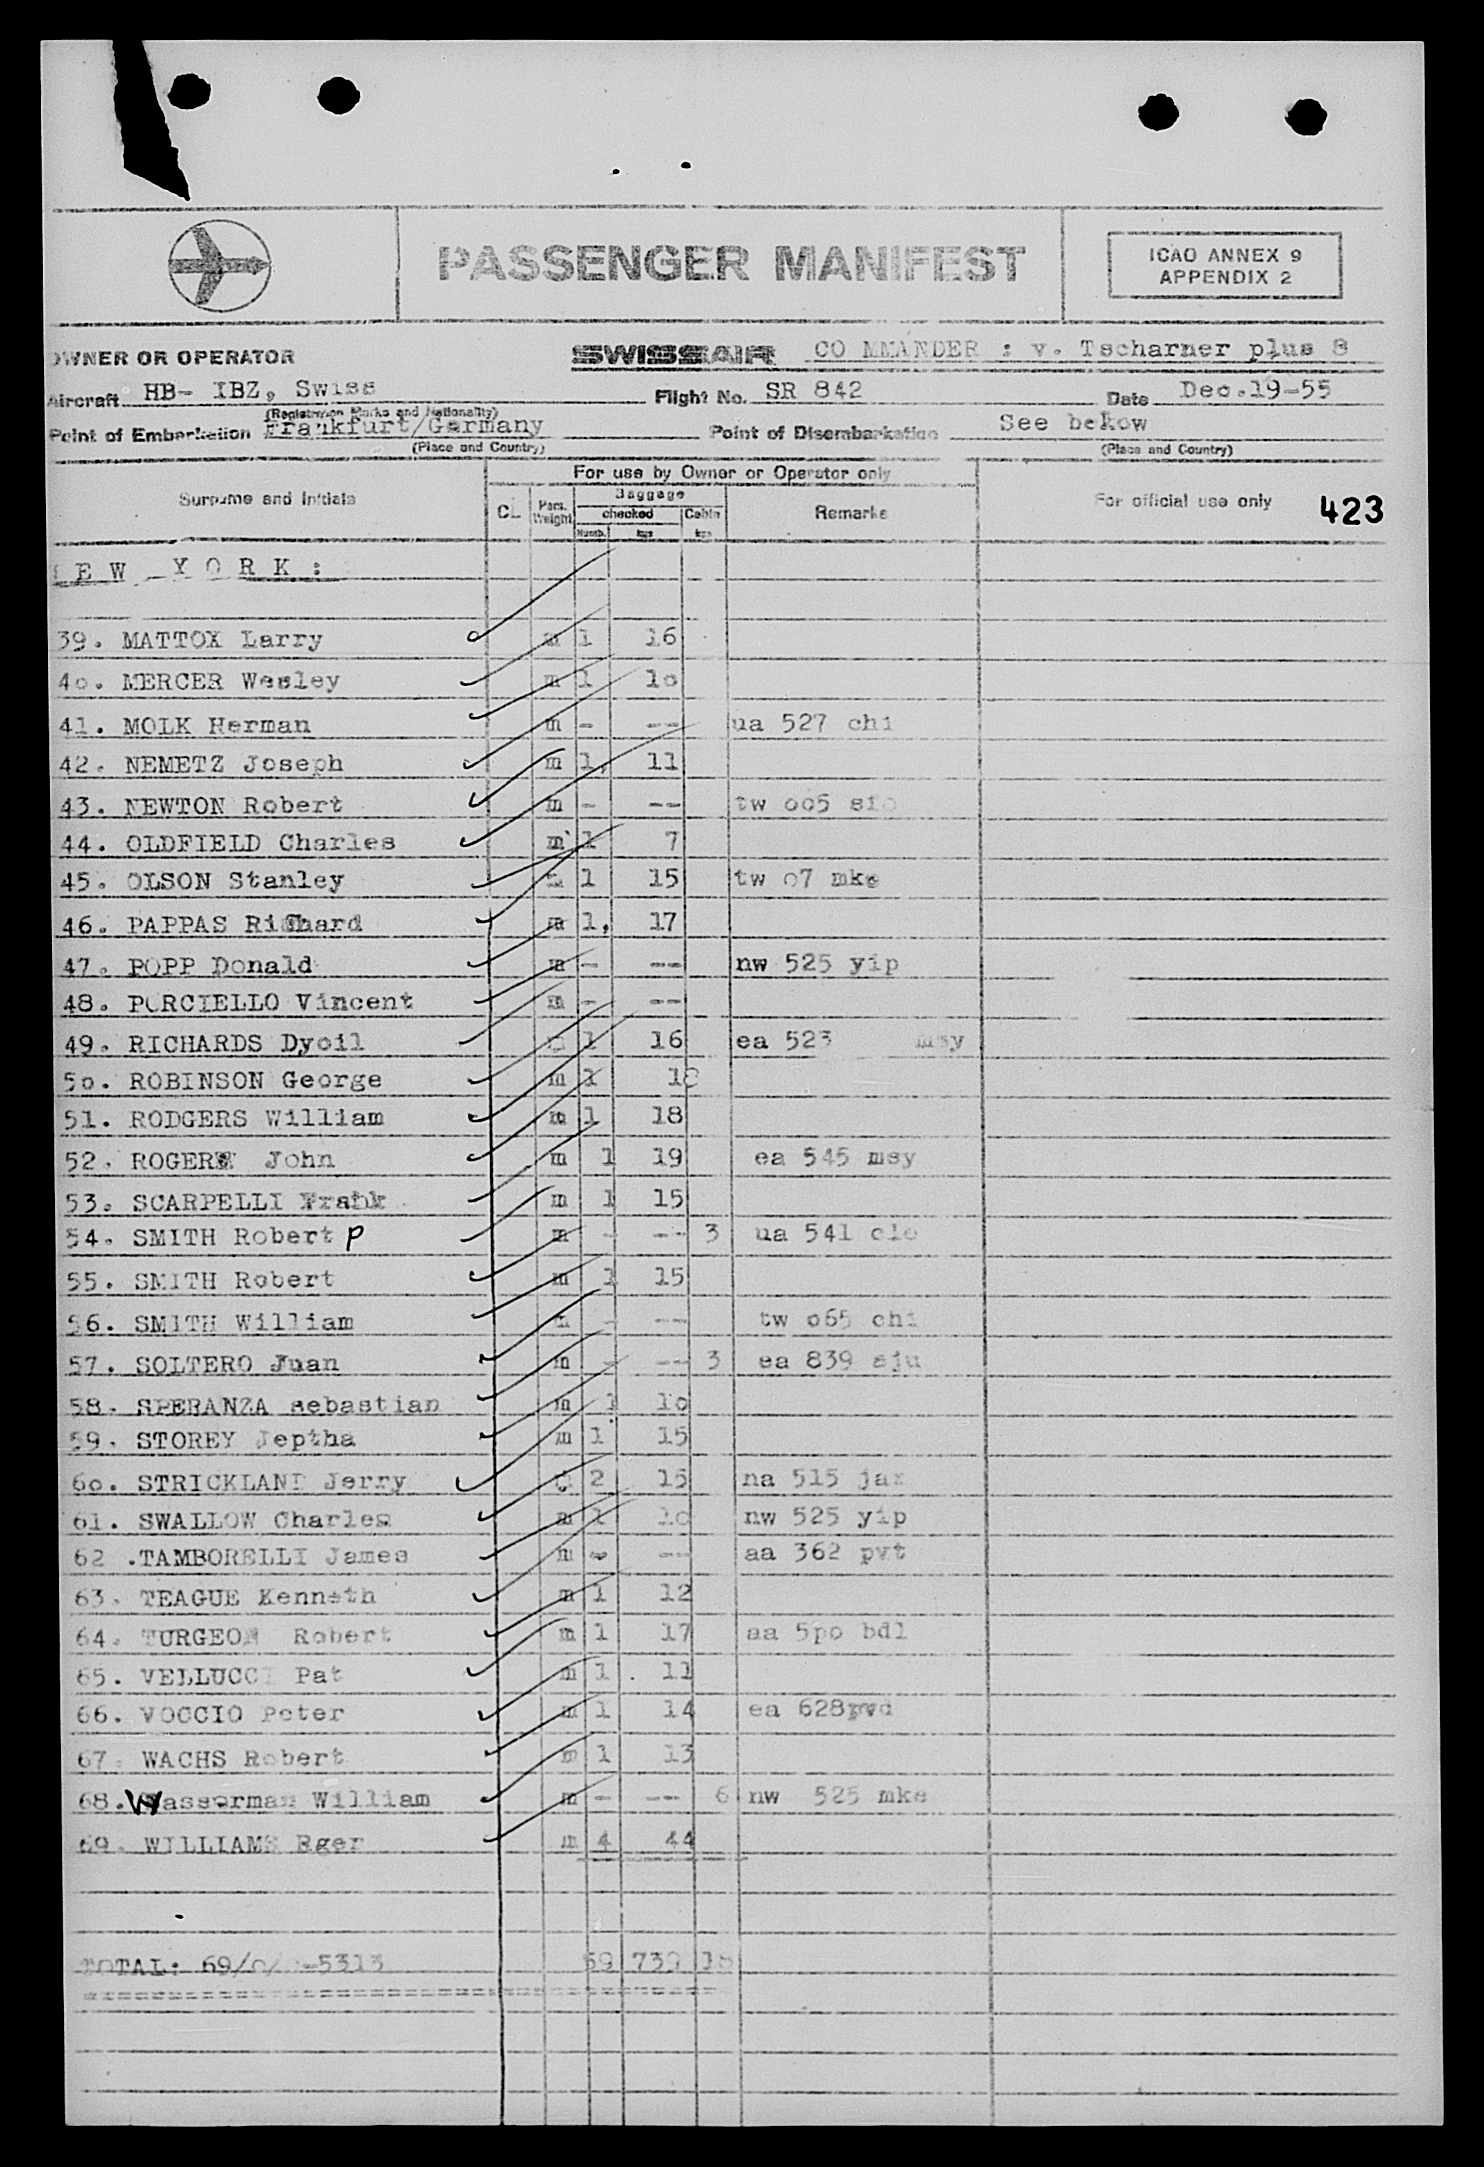 PASSENGER MANIFEST
ICAO ANNEX 9
APPENDIX 2
OWNER OR OPERATOR SWISSAIR COMMANDER : v. Tscharner plus 8
Aircraft HB- IBZ, Swiss Flight No. SR 842 Date Dec.19-55
(Registration Marks and Nationality)
Point of Embarkation Frankfurt/Germany Point of Disembarkation See bekow
(Place and Country) (Place and Country)
For use by Owner or Operator only
Surname and Initials CL Pass. Weight Baggage checked Numb. kgs Cabin kgs Remarks For official use only 423
EW YORK:
39. MATTOX Larry m 1 16
4o. MERCER Wesley m 1 1o
41. MOLK Herman m - -- ua 527 chi
42. NEMETZ Joseph m 1, 11
43. NEWTON Robert m - -- tw oo5 sfo
44. OLDFIELD Charles m 1 7
45. OLSON Stanley 1 15 tw o7 mke
46. PAPPAS Richard m 1, 17
47. POPP Donald m - -- nw 525 yip
48. PORCIELLO Vincent m - --
49. RICHARDS Dyoil 1 16 ea 523 msy
5o. ROBINSON George m 1
51. RODGERS William m 1 18
52. ROGERS John m 1 19 ea 545 msy
53. SCARPELLI Frank m 1 15
54. SMITH Robert P m - -- 3 ua 541 cle
55. SMITH Robert m 1 15
56. SMITH William m - -- tw o65 chi
57. SOLTERO Juan m - -- 3 ea 839 sju
58. SPERANZA sebastian m 1 1o
59. STOREY Jeptha m 1 15
6o. STRICKLAND Jerry 2 15 na 515 jax
61. SWALLOW Charles m 1 1o nw 525 yip
62 .TAMBORELLI James m - -- aa 362 pvt
63. TEAGUE Kenneth m 1 12
64. TURGEON Robert m 1 17 aa 5po bdl
65. VELLUCCI Pat m 1 . 11
66. VOCCIO Peter m 1 14 ea 628pvd
67. WACHS Robert m 1 13
68. Wasserman William m - -- 6 nw 525 mke
69. WILLIAMS Eger m 4 44
TOTAL: 69/o/ -5313 739